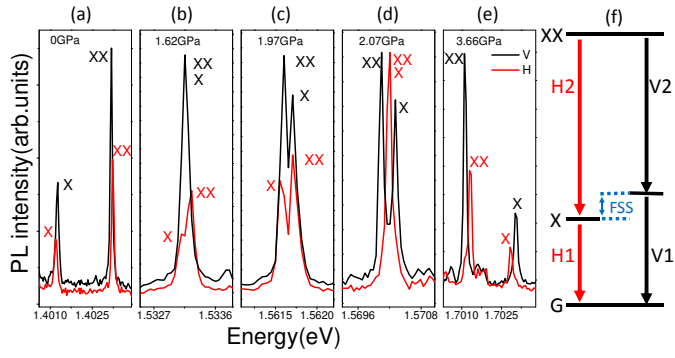 (a) (b) (c) (d) (e) (f)
PL intensity(arb.units)
0GPa
XX
X
X
XX
1.4010 1.4025
1.62GPa
XX
X
X
XX
1.5327 1.5336
1.97GPa
XX
X
X
XX
1.5615 1.5620
2.07GPa
XX
XX
X
X
1.5696 1.5708
3.66GPa
V
H
XX
XX
X
X
1.7010 1.7025
Energy(eV)
XX
H2
V2
FSS
X
H1
V1
G